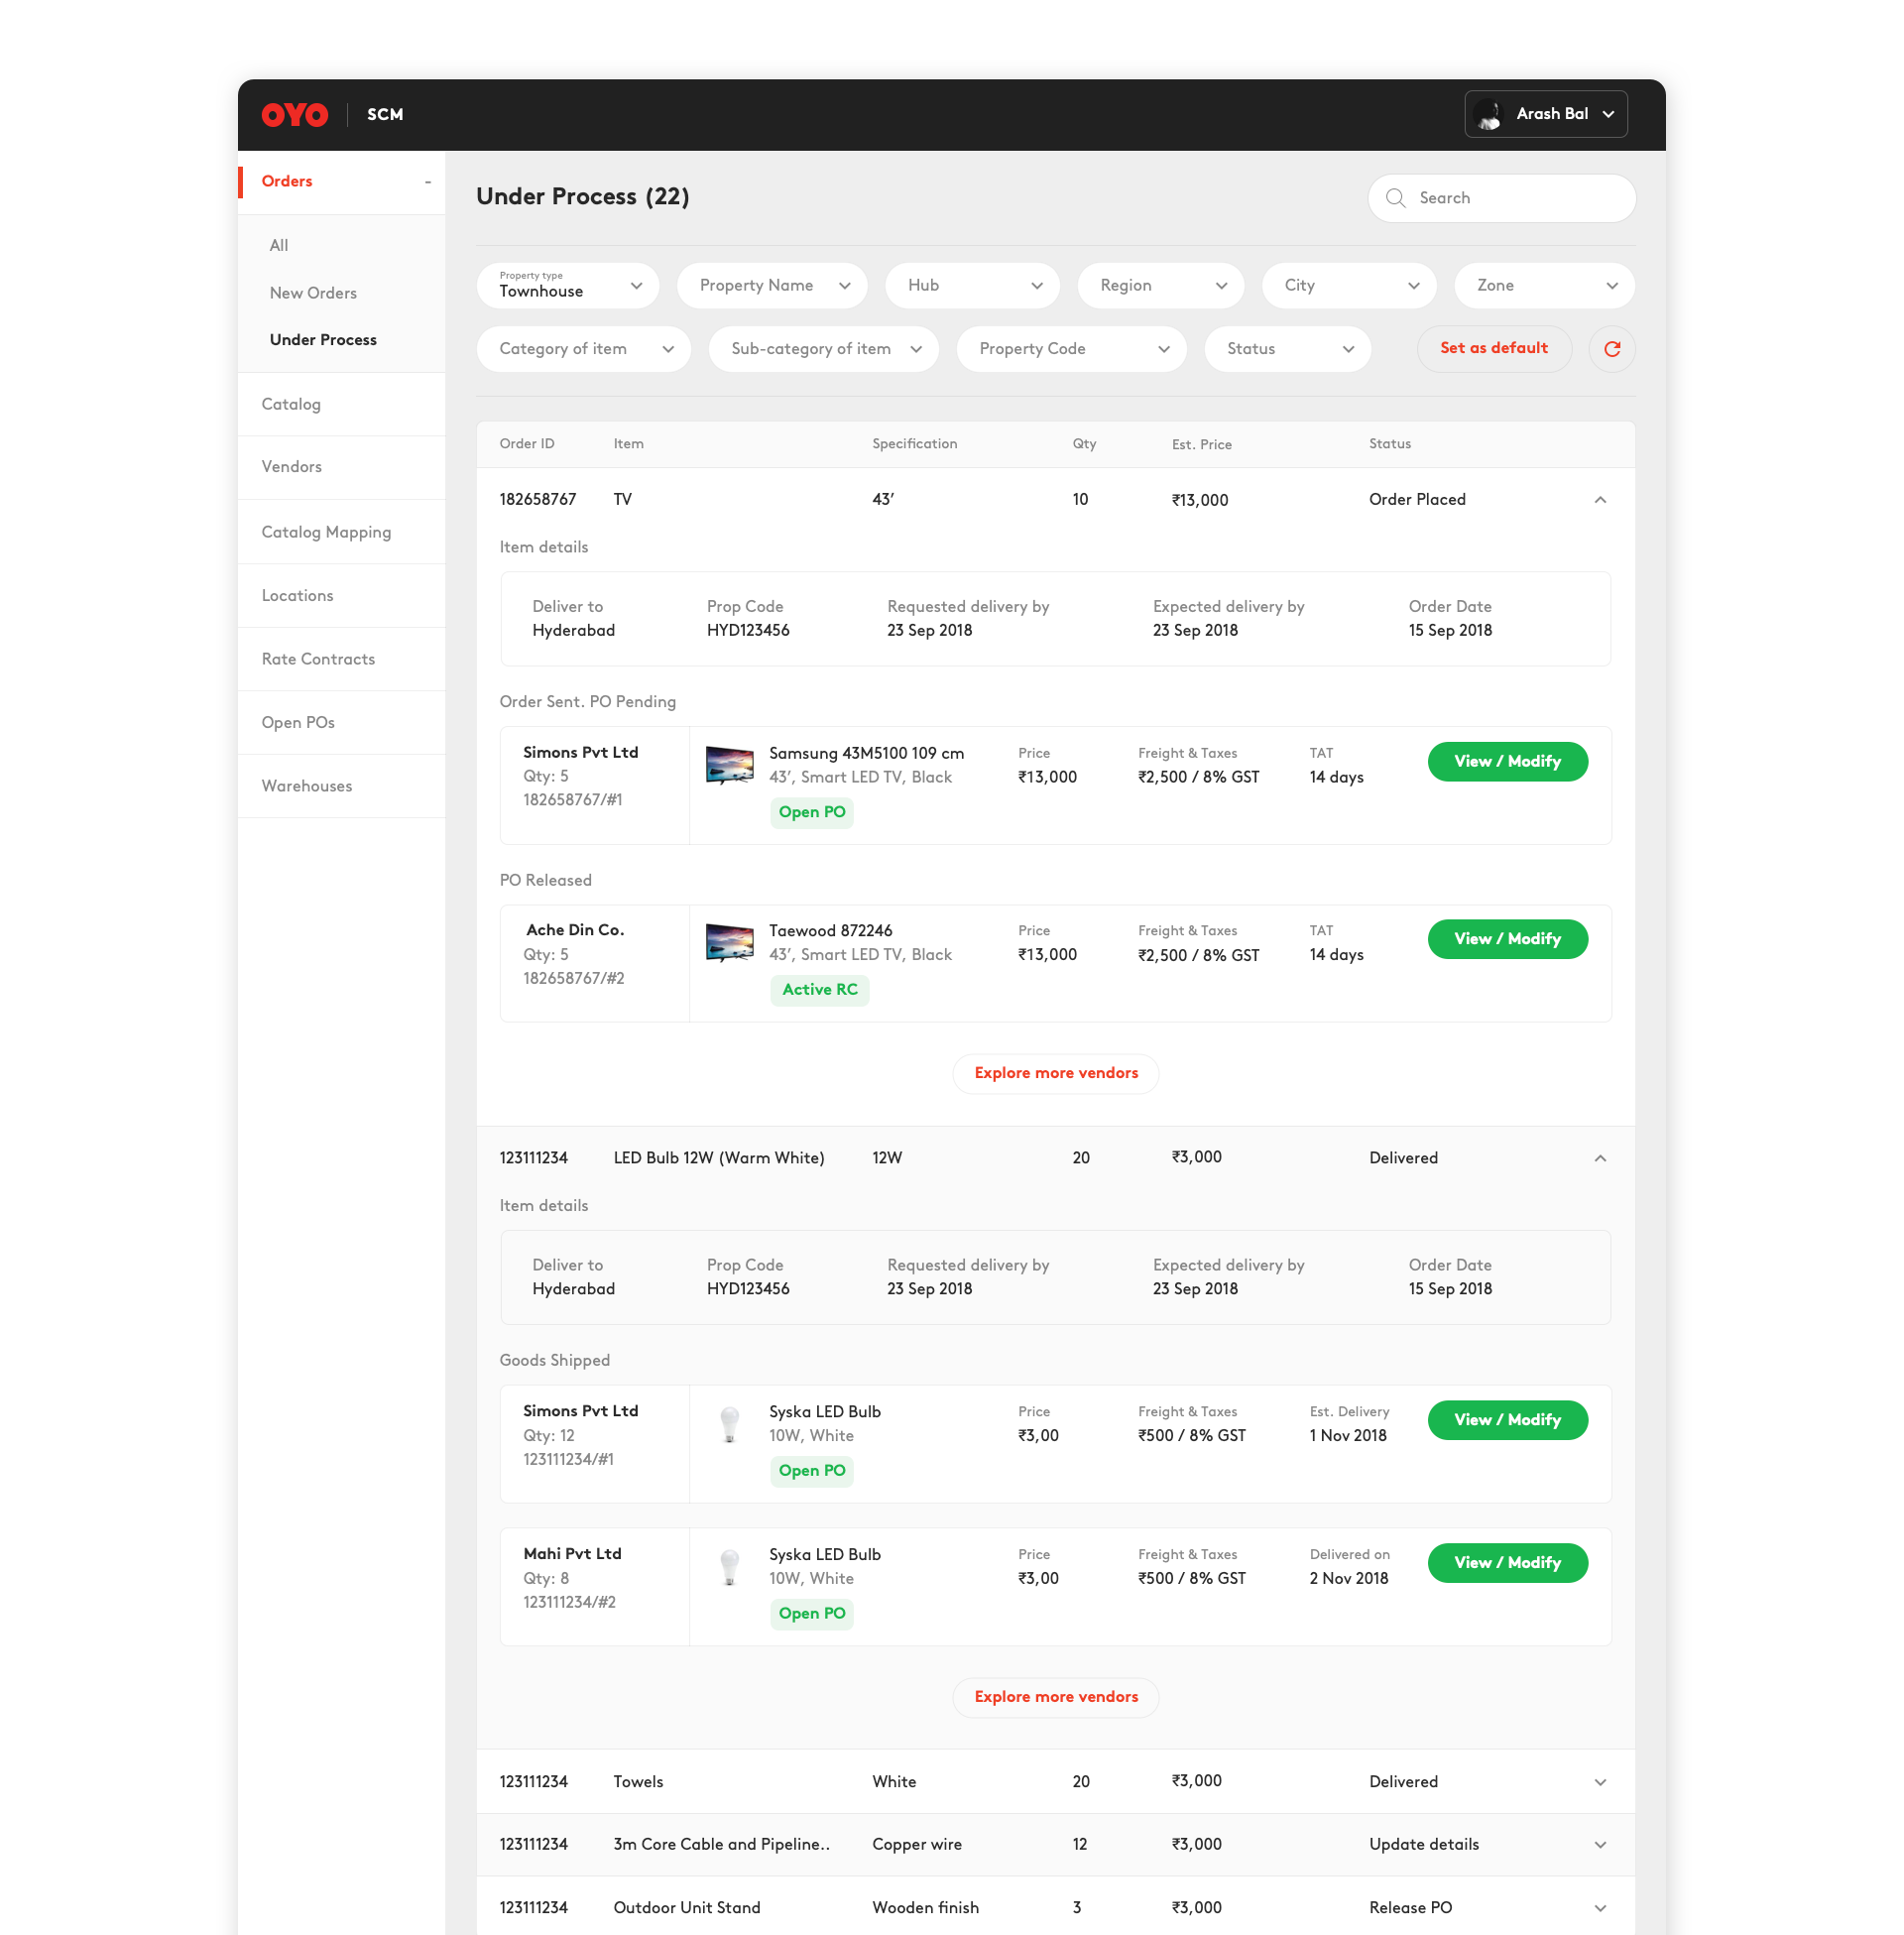 OYO SCM Arash Bal
Orders -
All
New Orders
Under Process
Catalog
Vendors
Catalog Mapping
Locations
Rate Contracts
Open POs
Warehouses
Under Process (22) Search
Property type
Townhouse Property Name Hub Region City Zone
Category of item Sub-category of item Property Code Status Set as default
Order ID Item Specification Qty Est. Price Status
182658767 TV 43’ 10 ₹13,000 Order Placed
Item details
Deliver to Prop Code Requested delivery by Expected delivery by Order Date
Hyderabad HYD123456 23 Sep 2018 23 Sep 2018 15 Sep 2018
Order Sent. PO Pending
Simons Pvt Ltd Samsung 43M5100 109 cm Price Freight & Taxes TAT View / Modify
Qty: 5 43’, Smart LED TV, Black ₹13,000 ₹2,500 / 8% GST 14 days
182658767/#1 Open PO
PO Released
Ache Din Co. Taewood 872246 Price Freight & Taxes TAT View / Modify
Qty: 5 43’, Smart LED TV, Black ₹13,000 ₹2,500 / 8% GST 14 days
182658767/#2 Active RC
Explore more vendors
123111234 LED Bulb 12W (Warm White) 12W 20 ₹3,000 Delivered
Item details
Deliver to Prop Code Requested delivery by Expected delivery by Order Date
Hyderabad HYD123456 23 Sep 2018 23 Sep 2018 15 Sep 2018
Goods Shipped
Simons Pvt Ltd Syska LED Bulb Price Freight & Taxes Est. Delivery View / Modify
Qty: 12 10W, White ₹3,00 ₹500 / 8% GST 1 Nov 2018
123111234/#1 Open PO
Mahi Pvt Ltd Syska LED Bulb Price Freight & Taxes Delivered on View / Modify
Qty: 8 10W, White ₹3,00 ₹500 / 8% GST 2 Nov 2018
123111234/#2 Open PO
Explore more vendors
123111234 Towels White 20 ₹3,000 Delivered
123111234 3m Core Cable and Pipeline.. Copper wire 12 ₹3,000 Update details
123111234 Outdoor Unit Stand Wooden finish 3 ₹3,000 Release PO